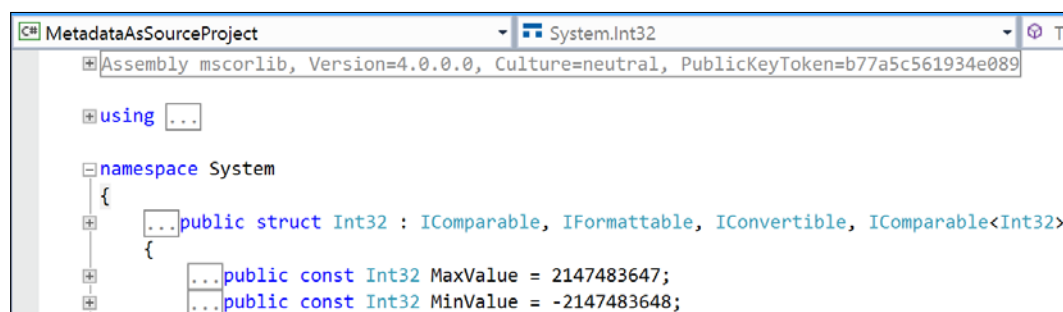 C# MetadataAsSourceProject System.Int32
Assembly mscorlib, Version=4.0.0.0, Culture=neutral, PublicKeyToken=b77a5c561934e089
using ...
namespace System
{
...public struct Int32 : IComparable, IFormattable, IConvertible, IComparable<Int32>
{
...public const Int32 MaxValue = 2147483647;
...public const Int32 MinValue = -2147483648;